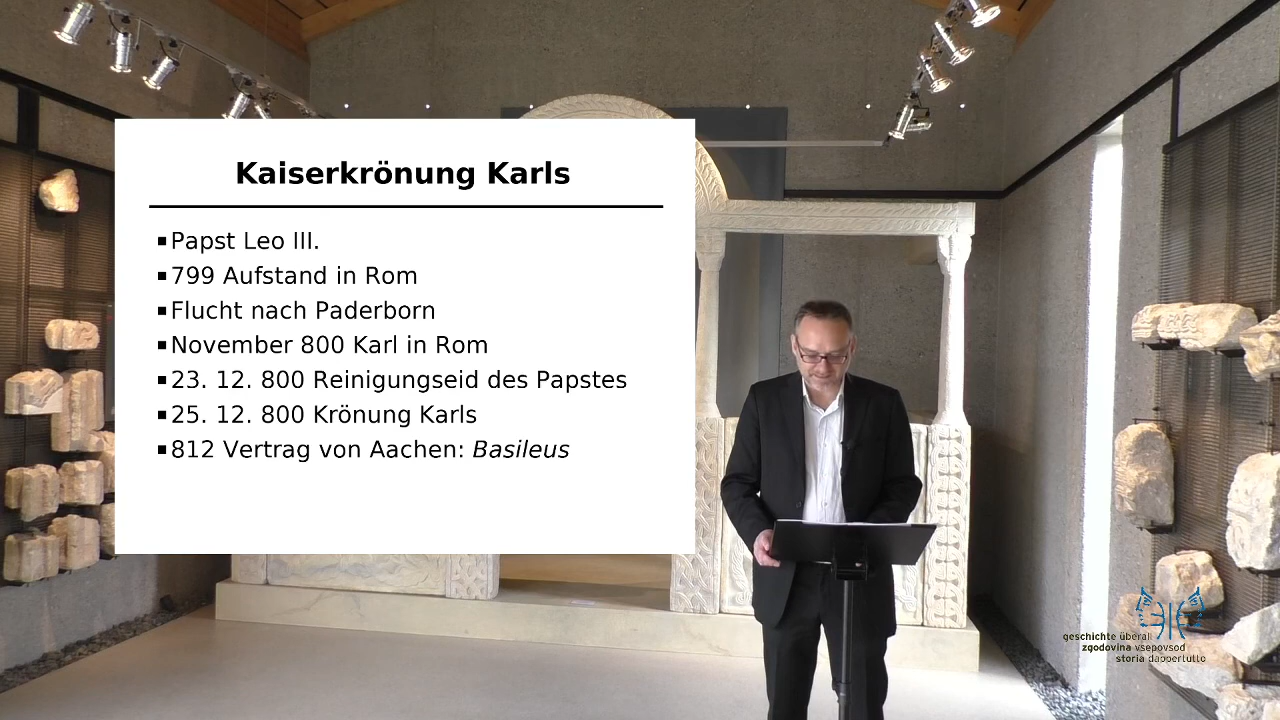 Kaiserkrönung Karls
▪Papst Leo III.
▪799 Aufstand in Rom
▪Flucht nach Paderborn
▪November 800 Karl in Rom
▪23. 12. 800 Reinigungseid des Papstes
▪25. 12. 800 Krönung Karls
▪812 Vertrag von Aachen: Basileus
geschichte überall
zgodovina vsepovsod
storia dappertutto